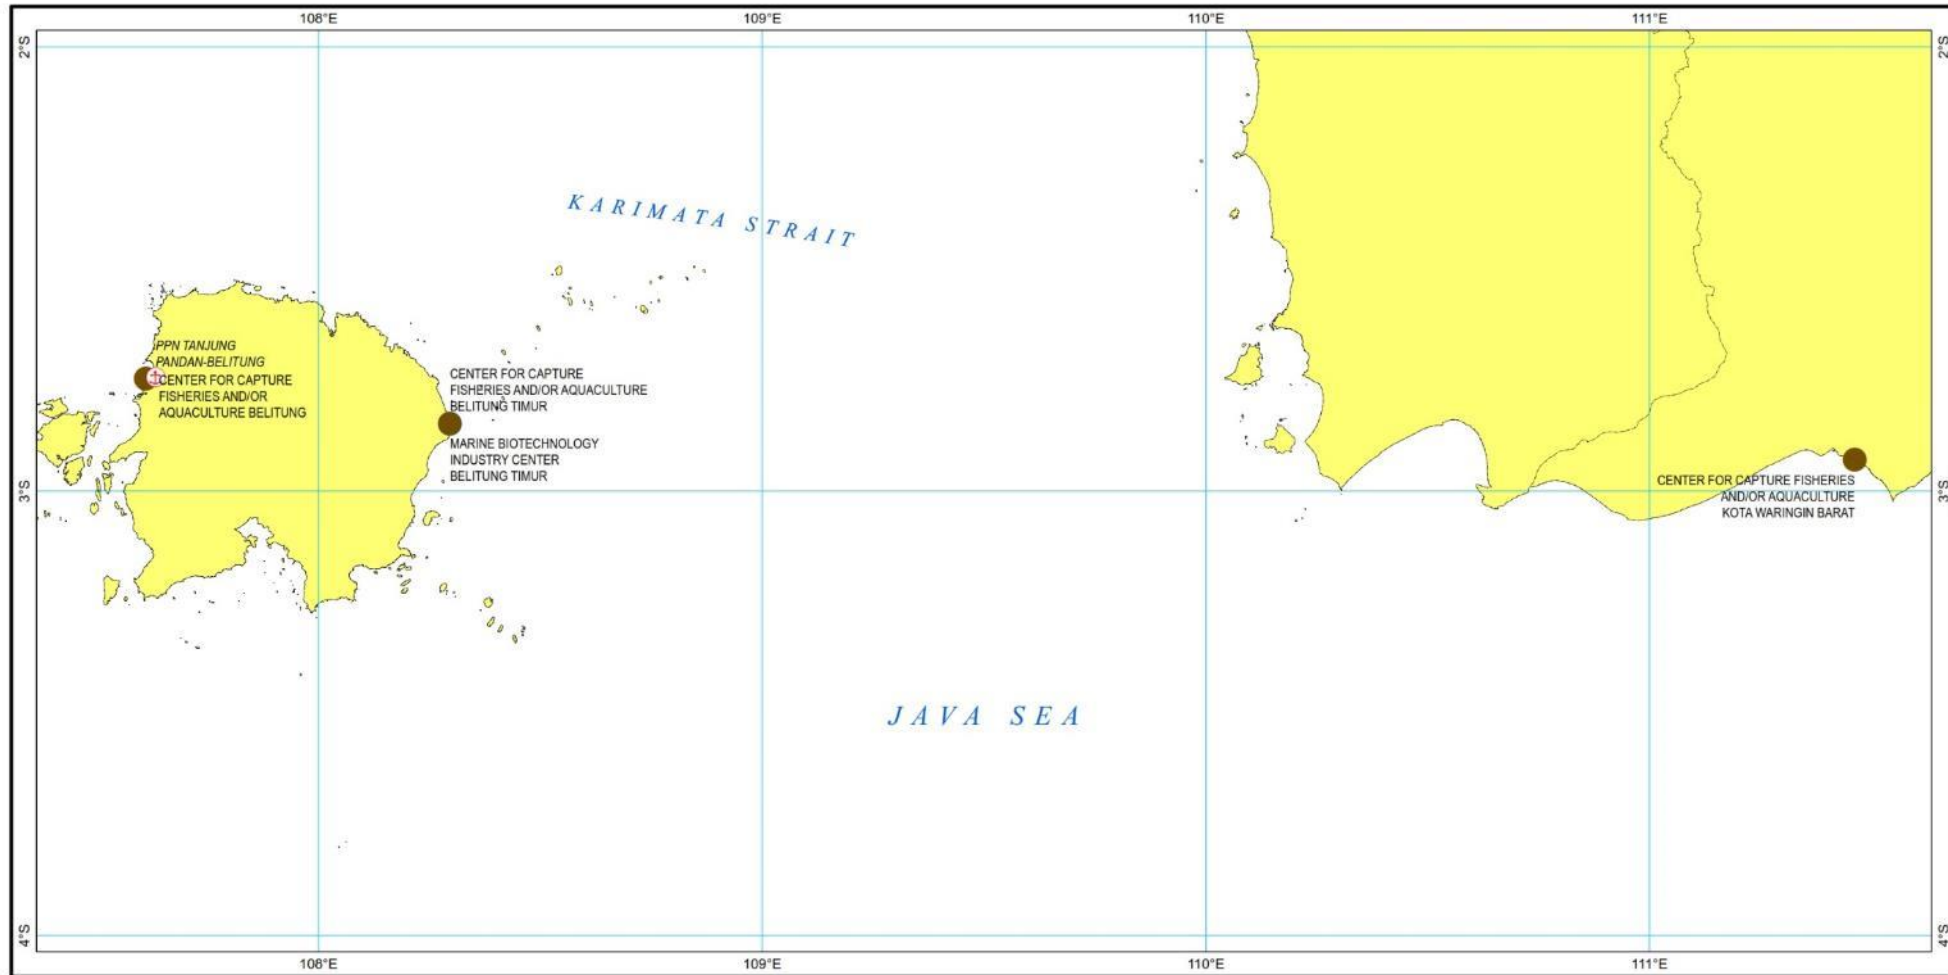 108°E
109°E
110°E
111°E
2°S
2°S
KARIMATA STRAIT
PPN TANJUNG
PANDAN-BELITUNG
CENTER FOR CAPTURE
FISHERIES AND/OR
AQUACULTURE BELITUNG
CENTER FOR CAPTURE
FISHERIES AND/OR AQUACULTURE
BELITUNG TIMUR
MARINE BIOTECHNOLOGY
INDUSTRY CENTER
BELITUNG TIMUR
CENTER FOR CAPTURE FISHERIES
AND/OR AQUACULTURE
KOTA WARINGIN BARAT
3°S
3°S
JAVA SEA
4°S
4°S
108°E
109°E
110°E
111°E